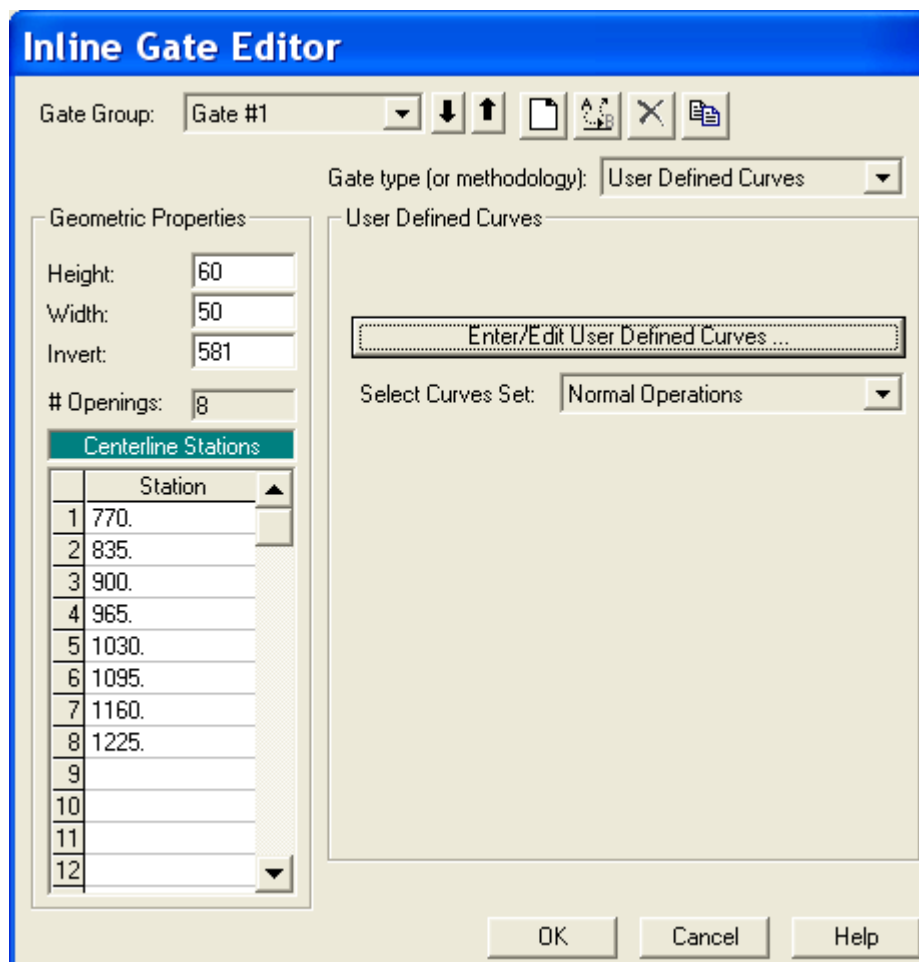 Inline Gate Editor
Gate Group: Gate #1
Gate type (or methodology): User Defined Curves
Geometric Properties
Height: 60
Width: 50
Invert: 581
# Openings: 8
Centerline Stations
Station
1 770.
2 835.
3 900.
4 965.
5 1030.
6 1095.
7 1160.
8 1225.
9
10
11
12
User Defined Curves
Enter/Edit User Defined Curves ...
Select Curves Set: Normal Operations
OK Cancel Help